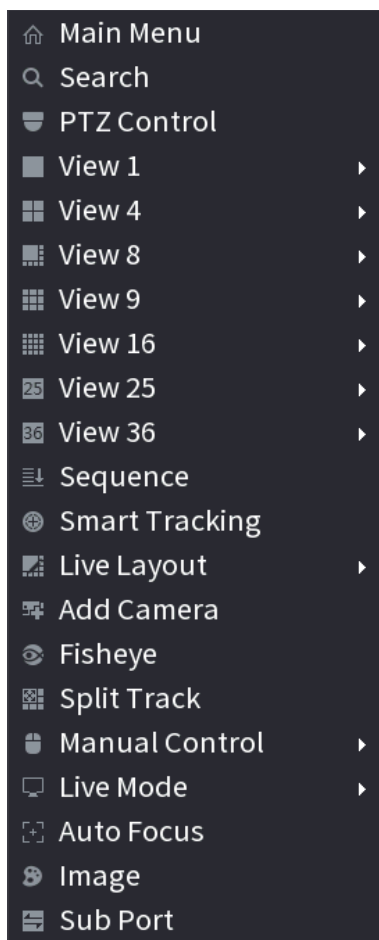 Main Menu
Search
PTZ Control
View 1
View 4
View 8
View 9
View 16
25 View 25
36 View 36
Sequence
Smart Tracking
Live Layout
Add Camera
Fisheye
Split Track
Manual Control
Live Mode
Auto Focus
Image
Sub Port